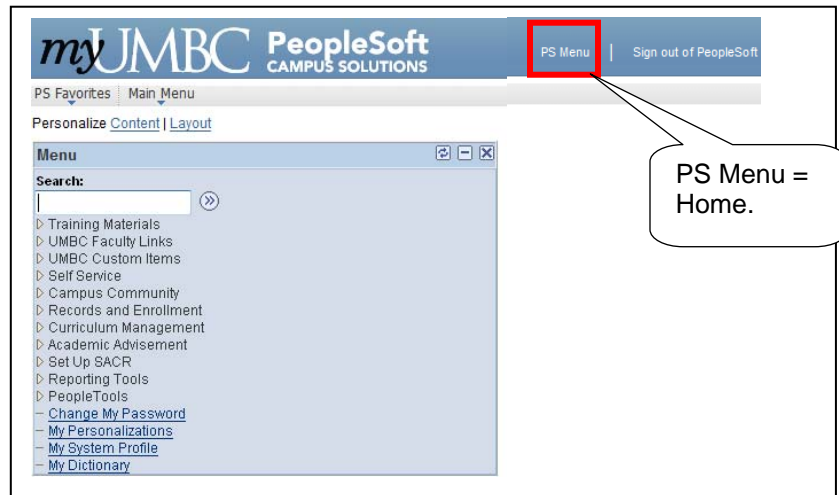 myUMBC PeopleSoft
CAMPUS SOLUTIONS
PS Menu | Sign out of PeopleSoft
PS Favorites Main Menu
Personalize Content | Layout
Menu
Search:
Training Materials
UMBC Faculty Links
UMBC Custom Items
Self Service
Campus Community
Records and Enrollment
Curriculum Management
Academic Advisement
Set Up SACR
Reporting Tools
PeopleTools
Change My Password
My Personalizations
My System Profile
My Dictionary
PS Menu =
Home.